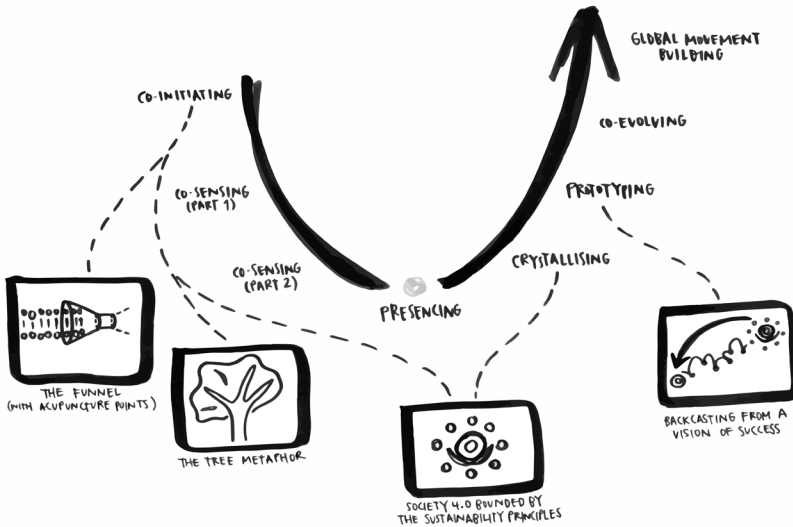 GLOBAL MOVEMENT
BUILDING
CO-INITIATING
CO-EVOLVING
CO-SENSING
(PART 1)
PROTOTYPING
CO-SENSING
(PART 2)
CRYSTALLISING
PRESENCING
THE FUNNEL
(WITH ACUPUNCTURE POINTS)
THE TREE METAPHOR
SOCIETY 4.0 BOUNDED BY
THE SUSTAINABILITY PRINCIPLES
BACKCASTING FROM A
VISION OF SUCCESS